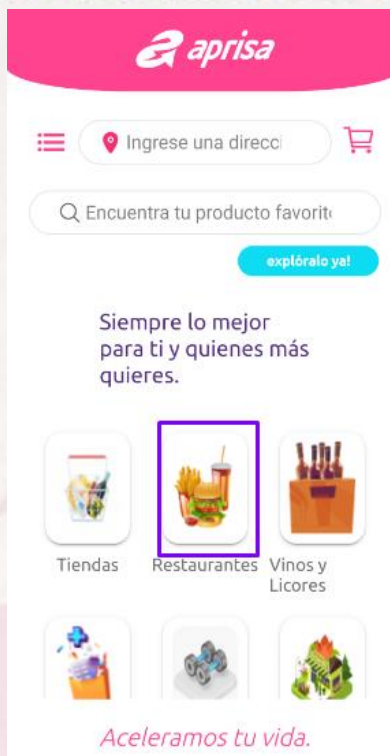 aprisa
Ingrese una direcci
Encuentra tu producto favorit
explóralo ya!
Siempre lo mejor
para ti y quienes más
quieres.
Tiendas
Restaurantes
Vinos y
Licores
Aceleramos tu vida.